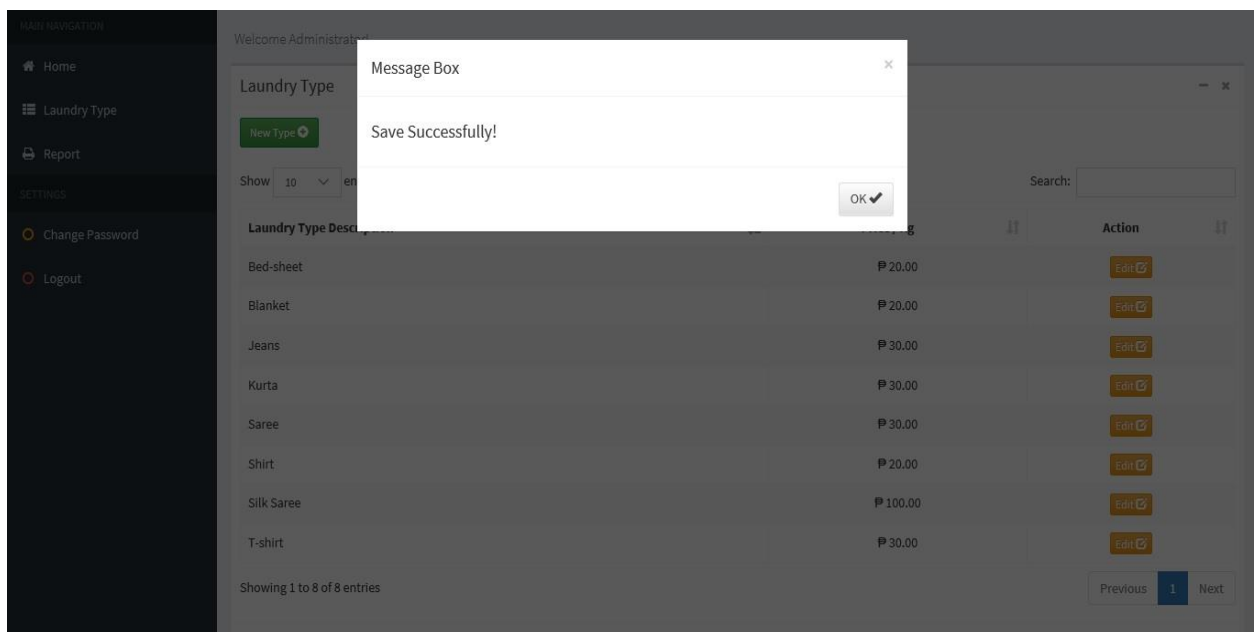 MAIN NAVIGATION
Home
Laundry Type
Report
SETTINGS
Change Password
Logout
Welcome Administrator!
Laundry Type
New Type
Message Box ×
Save Successfully!
OK
Show 10
Search:
Laundry Type Description Action
Bed-sheet ₱ 20.00 Edit
Blanket ₱ 20.00 Edit
Jeans ₱ 30.00 Edit
Kurta ₱ 30.00 Edit
Saree ₱ 30.00 Edit
Shirt ₱ 20.00 Edit
Silk Saree ₱ 100.00 Edit
T-shirt ₱ 30.00 Edit
Showing 1 to 8 of 8 entries
Previous 1 Next